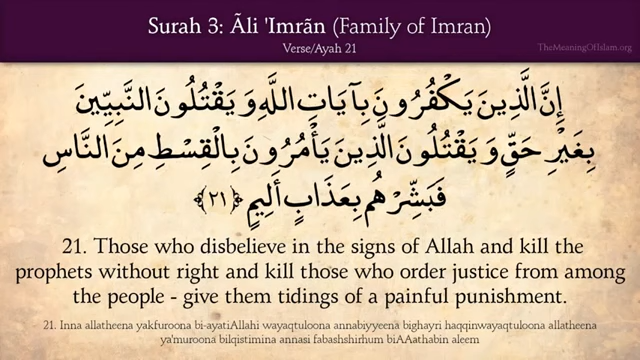 Surah 3: Ãli 'Imrãn (Family of Imran)
Verse/Ayah 21
TheMeaningOfIslam.org
إِنَّ الَّذِينَ يَكْفُرُونَ بِآيَاتِ اللَّهِ وَيَقْتُلُونَ النَّبِيِّينَ
بِغَيْرِ حَقٍّ وَيَقْتُلُونَ الَّذِينَ يَأْمُرُونَ بِالْقِسْطِ مِنَ النَّاسِ
فَبَشِّرْهُم بِعَذَابٍ أَلِيمٍ ﴿٢١﴾
21. Those who disbelieve in the signs of Allah and kill the
prophets without right and kill those who order justice from among
the people - give them tidings of a painful punishment.
21. Inna allatheena yakfuroona bi-ayatiAllahi wayaqtuloona annabiyyeena bighayri haqqinwayaqtuloona allatheena
ya'muroona bilqistimina annasi fabashshirhum biAAathabin aleem